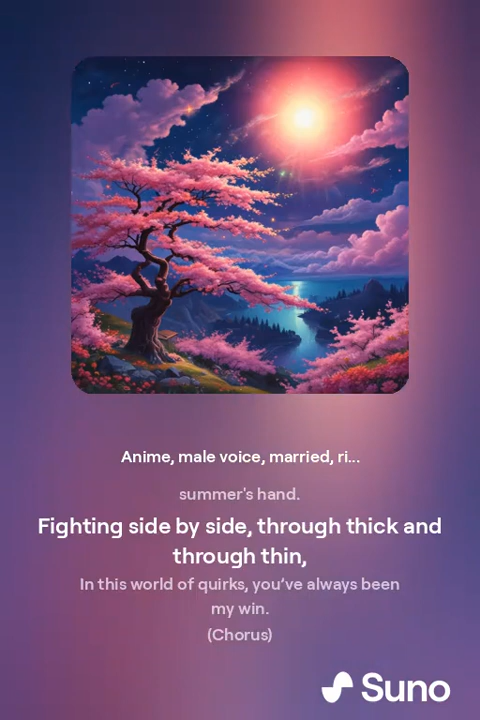 Anime, male voice, married, ri...
summer's hand.
Fighting side by side, through thick and
through thin,
In this world of quirks, you’ve always been
my win.
(Chorus)
Suno